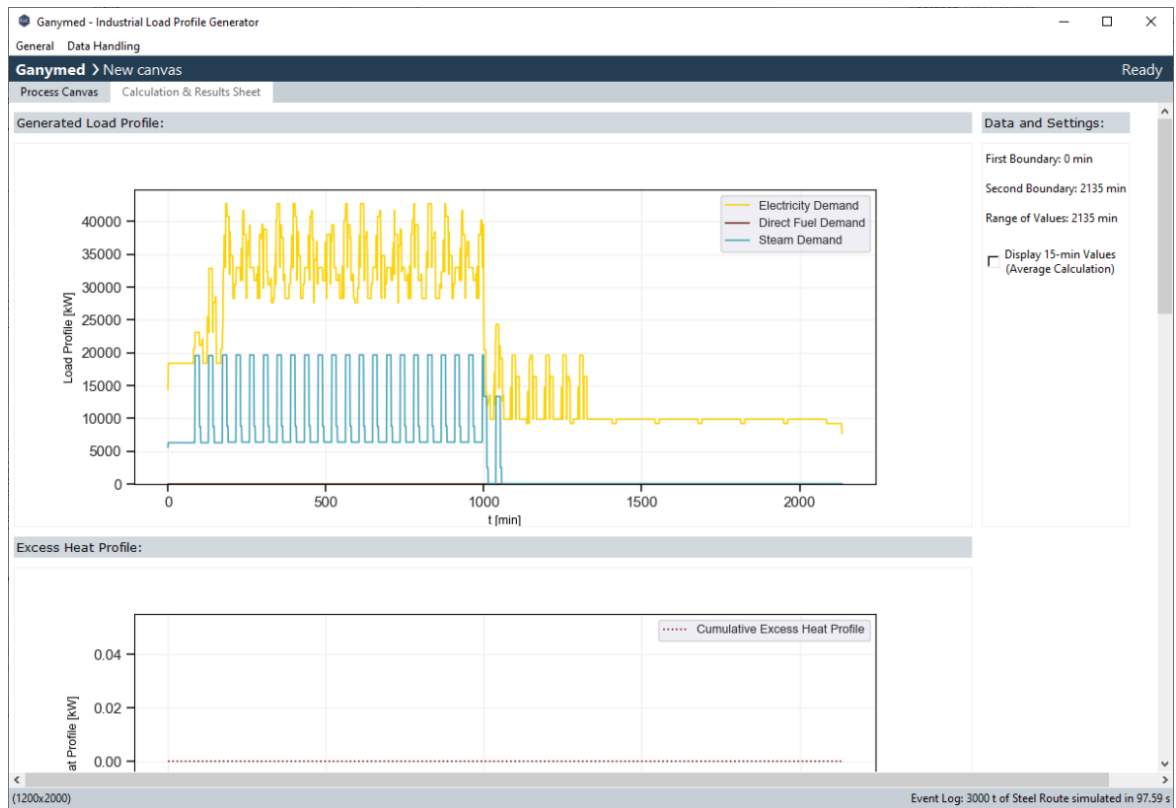 Ganymed - Industrial Load Profile Generator
General Data Handling
Ganymed > New canvas Ready
Process Canvas Calculation & Results Sheet
Generated Load Profile:
Electricity Demand
Direct Fuel Demand
Steam Demand
40000
35000
30000
25000
20000
15000
10000
5000
0
Load Profile [kW]
0 500 1000 1500 2000
t [min]
Data and Settings:
First Boundary: 0 min
Second Boundary: 2135 min
Range of Values: 2135 min
Display 15-min Values
(Average Calculation)
Excess Heat Profile:
Cumulative Excess Heat Profile
0.04
0.02
0.00
at Profile [kW]
(1200x2000) Event Log: 3000 t of Steel Route simulated in 97.59 s